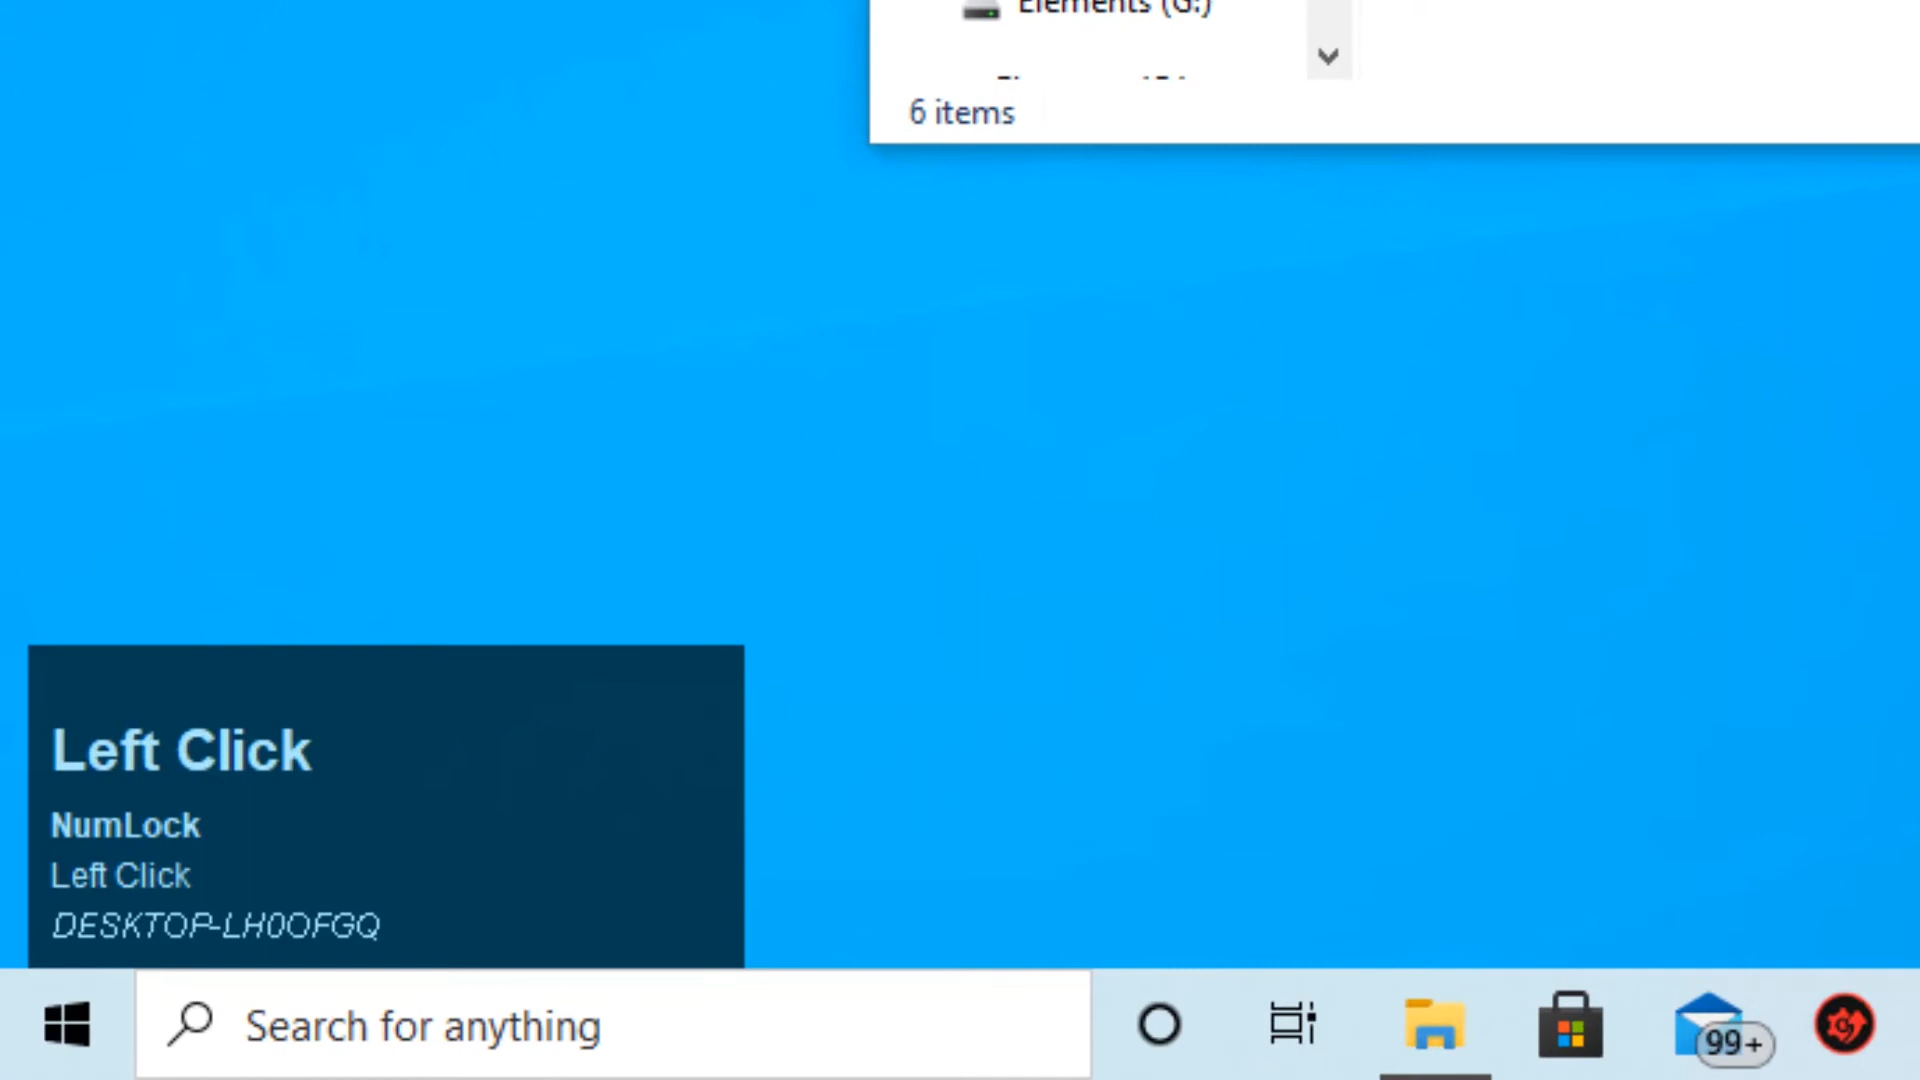 Elements (G:)
6 items
Left Click
NumLock
Left Click
DESKTOP-LH0OFGQ
Search for anything
99+